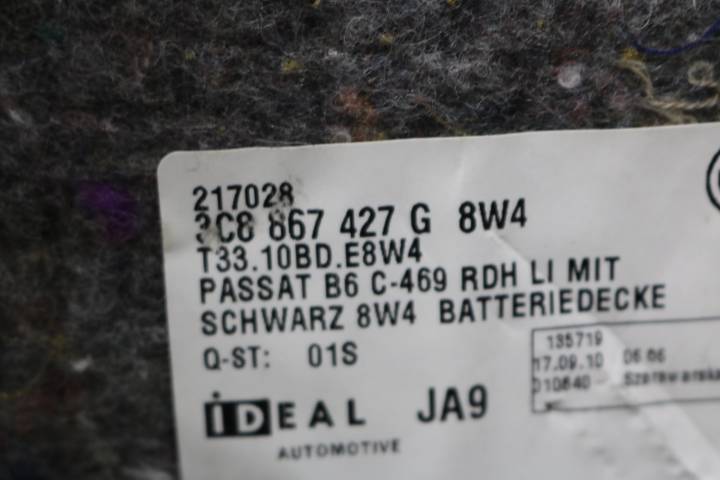 217028
3C8 867 427 G 8W4
T33.10BD.E8W4
PASSAT B6 C-469 RDH LI MIT
SCHWARZ 8W4 BATTERIEDECKE
Q-ST: 01S
135719
17.09.10 06:06
010640 -
iDEAL JA9
AUTOMOTIVE